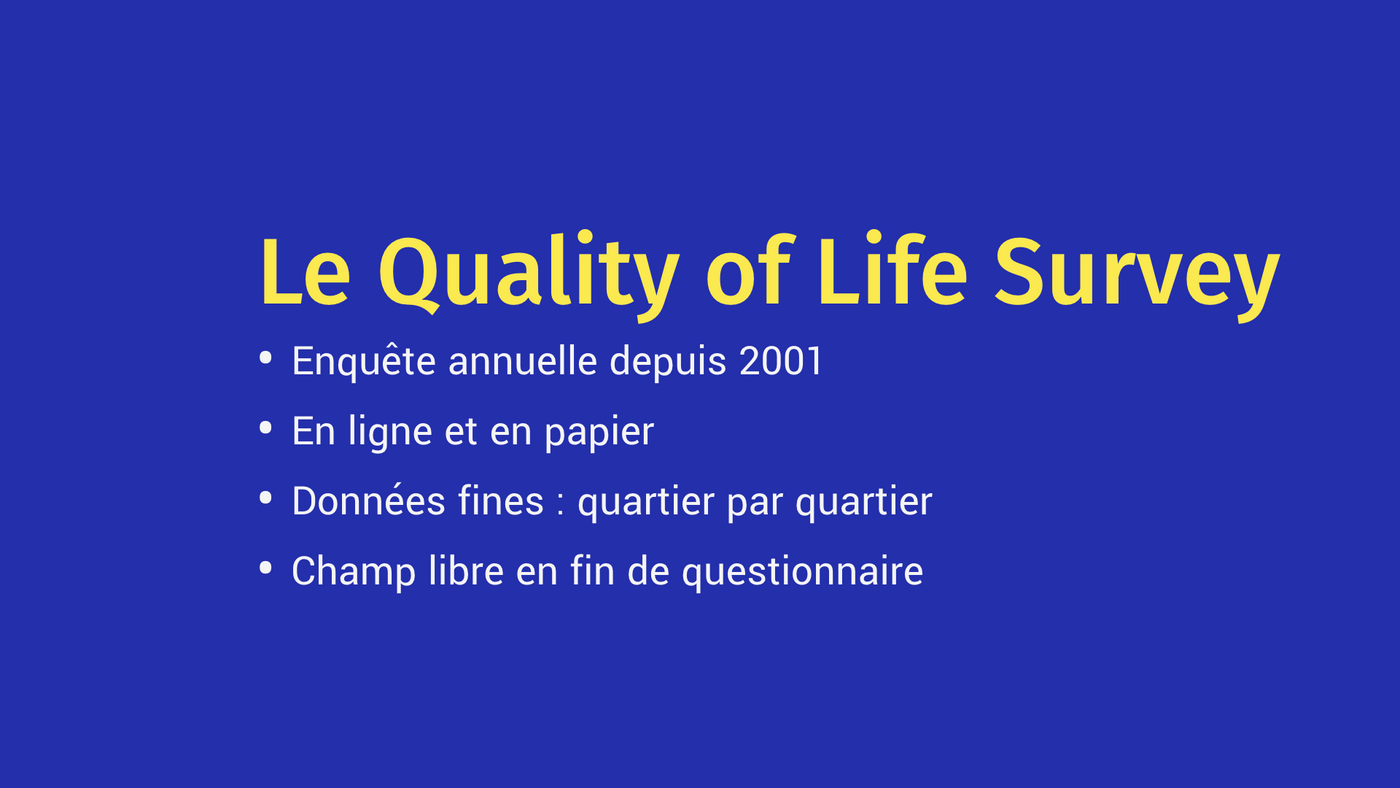 Le Quality of Life Survey
• Enquête annuelle depuis 2001
• En ligne et en papier
• Données fines : quartier par quartier
• Champ libre en fin de questionnaire